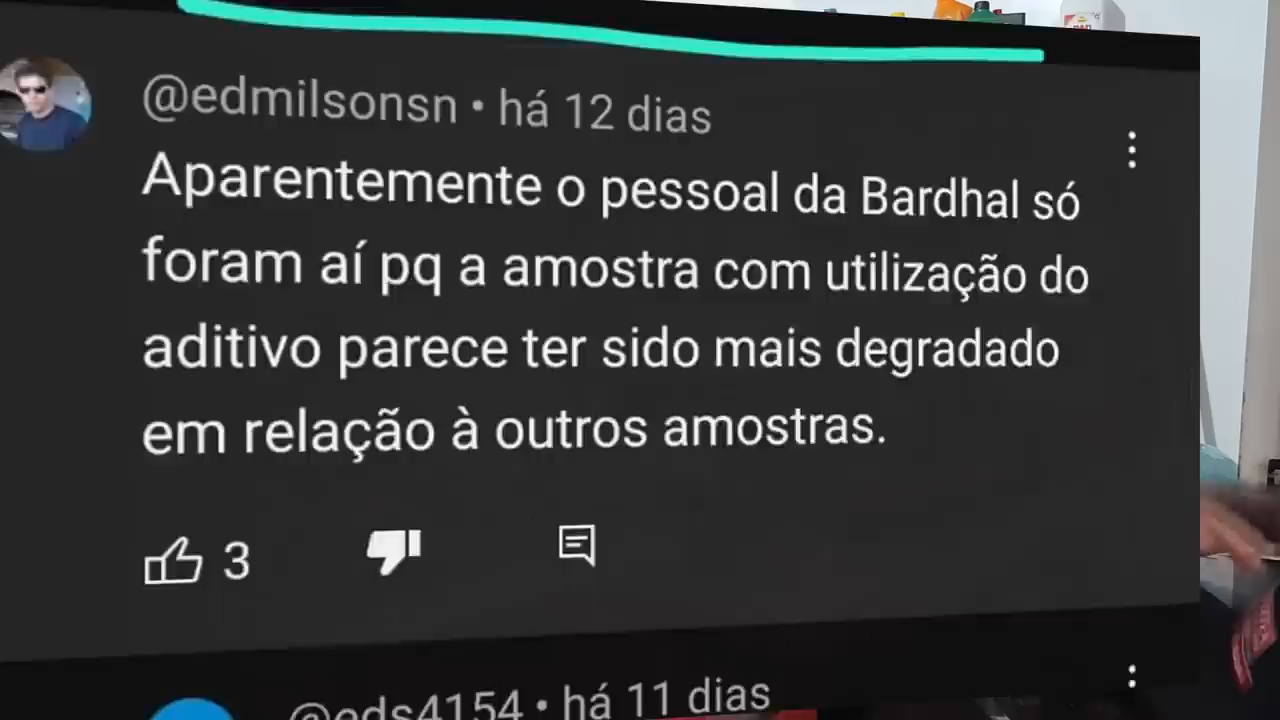 @edmilsonsn • há 12 dias
Aparentemente o pessoal da Bardhal só
foram aí pq a amostra com utilização do
aditivo parece ter sido mais degradado
em relação à outros amostras.
3
@eds4154 • há 11 dias